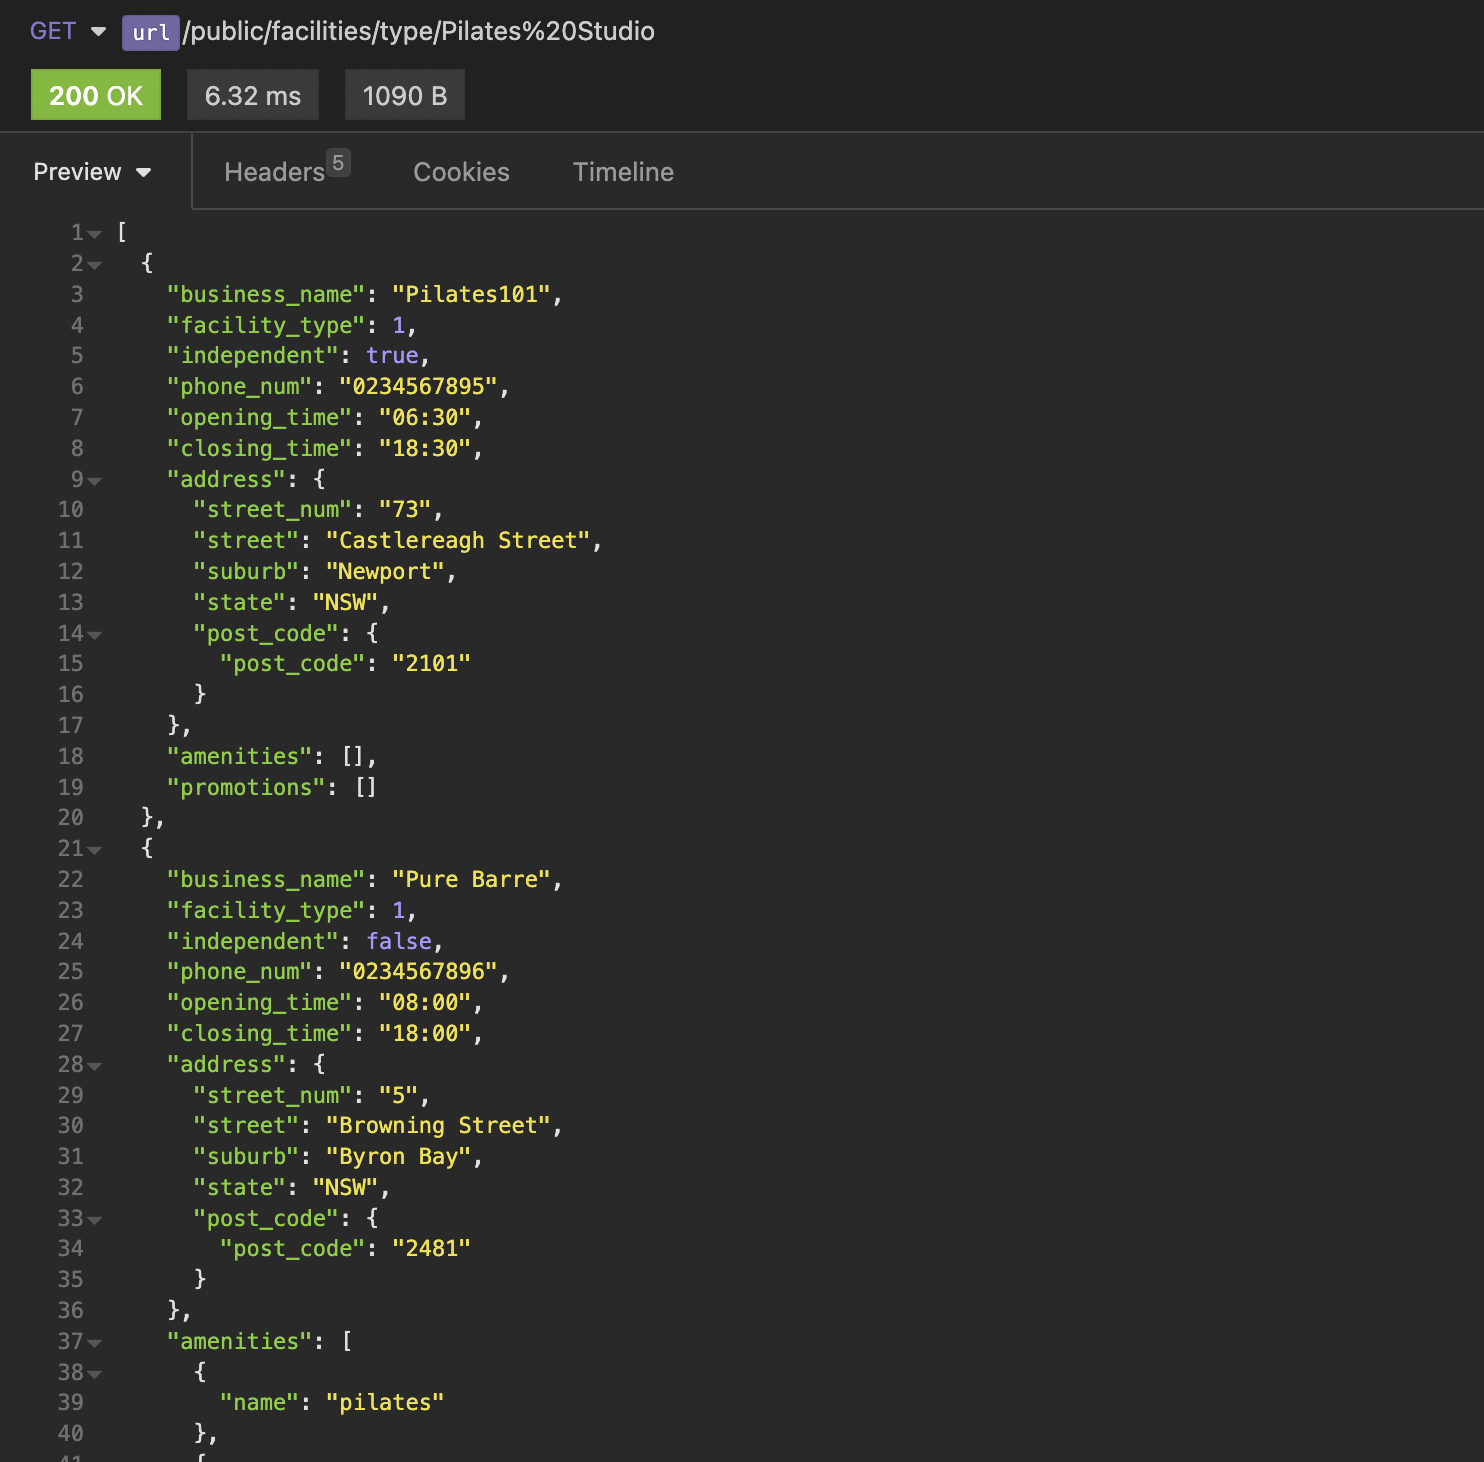 GET url/public/facilities/type/Pilates%20Studio
200 OK 6.32 ms 1090 B
Preview Headers 5 Cookies Timeline
1 [
2 {
3 "business_name": "Pilates101",
4 "facility_type": 1,
5 "independent": true,
6 "phone_num": "0234567895",
7 "opening_time": "06:30",
8 "closing_time": "18:30",
9 "address": {
10 "street_num": "73",
11 "street": "Castlereagh Street",
12 "suburb": "Newport",
13 "state": "NSW",
14 "post_code": {
15 "post_code": "2101"
16 }
17 },
18 "amenities": [],
19 "promotions": []
20 },
21 {
22 "business_name": "Pure Barre",
23 "facility_type": 1,
24 "independent": false,
25 "phone_num": "0234567896",
26 "opening_time": "08:00",
27 "closing_time": "18:00",
28 "address": {
29 "street_num": "5",
30 "street": "Browning Street",
31 "suburb": "Byron Bay",
32 "state": "NSW",
33 "post_code": {
34 "post_code": "2481"
35 }
36 },
37 "amenities": [
38 {
39 "name": "pilates"
40 },
41 {